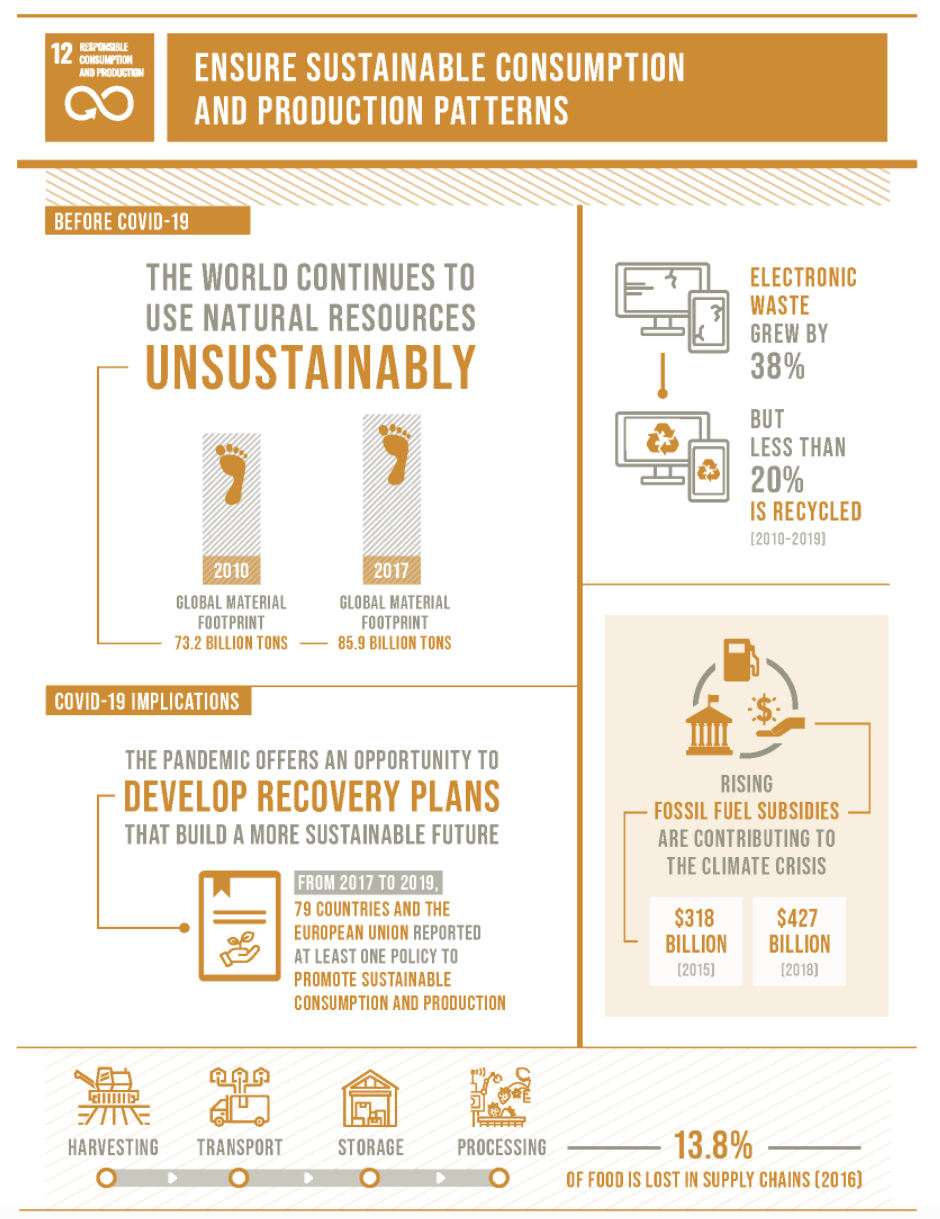 12 RESPONSIBLE
CONSUMPTION
AND PRODUCTION
ENSURE SUSTAINABLE CONSUMPTION
AND PRODUCTION PATTERNS
BEFORE COVID-19
THE WORLD CONTINUES TO
USE NATURAL RESOURCES
UNSUSTAINABLY
2010
2017
GLOBAL MATERIAL
FOOTPRINT
73.2 BILLION TONS
GLOBAL MATERIAL
FOOTPRINT
85.9 BILLION TONS
ELECTRONIC
WASTE
GREW BY
38%
BUT
LESS THAN
20%
IS RECYCLED
(2010-2019)
COVID-19 IMPLICATIONS
THE PANDEMIC OFFERS AN OPPORTUNITY TO
DEVELOP RECOVERY PLANS
THAT BUILD A MORE SUSTAINABLE FUTURE
FROM 2017 TO 2019,
79 COUNTRIES AND THE
EUROPEAN UNION REPORTED
AT LEAST ONE POLICY TO
PROMOTE SUSTAINABLE
CONSUMPTION AND PRODUCTION
$
RISING
FOSSIL FUEL SUBSIDIES
ARE CONTRIBUTING TO
THE CLIMATE CRISIS
$318
BILLION
(2015)
$427
BILLION
(2018)
HARVESTING
TRANSPORT
STORAGE
PROCESSING
13.8%
OF FOOD IS LOST IN SUPPLY CHAINS (2016)